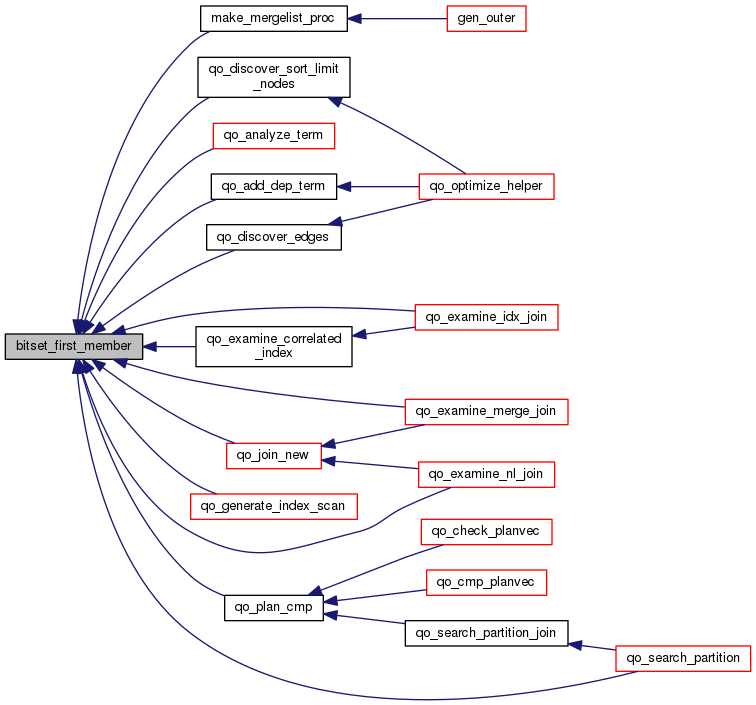 make_mergelist_proc
gen_outer
qo_discover_sort_limit
_nodes
qo_analyze_term
qo_add_dep_term
qo_optimize_helper
qo_discover_edges
qo_examine_idx_join
bitset_first_member
qo_examine_correlated
_index
qo_examine_merge_join
qo_join_new
qo_examine_nl_join
qo_generate_index_scan
qo_check_planvec
qo_cmp_planvec
qo_plan_cmp
qo_search_partition_join
qo_search_partition